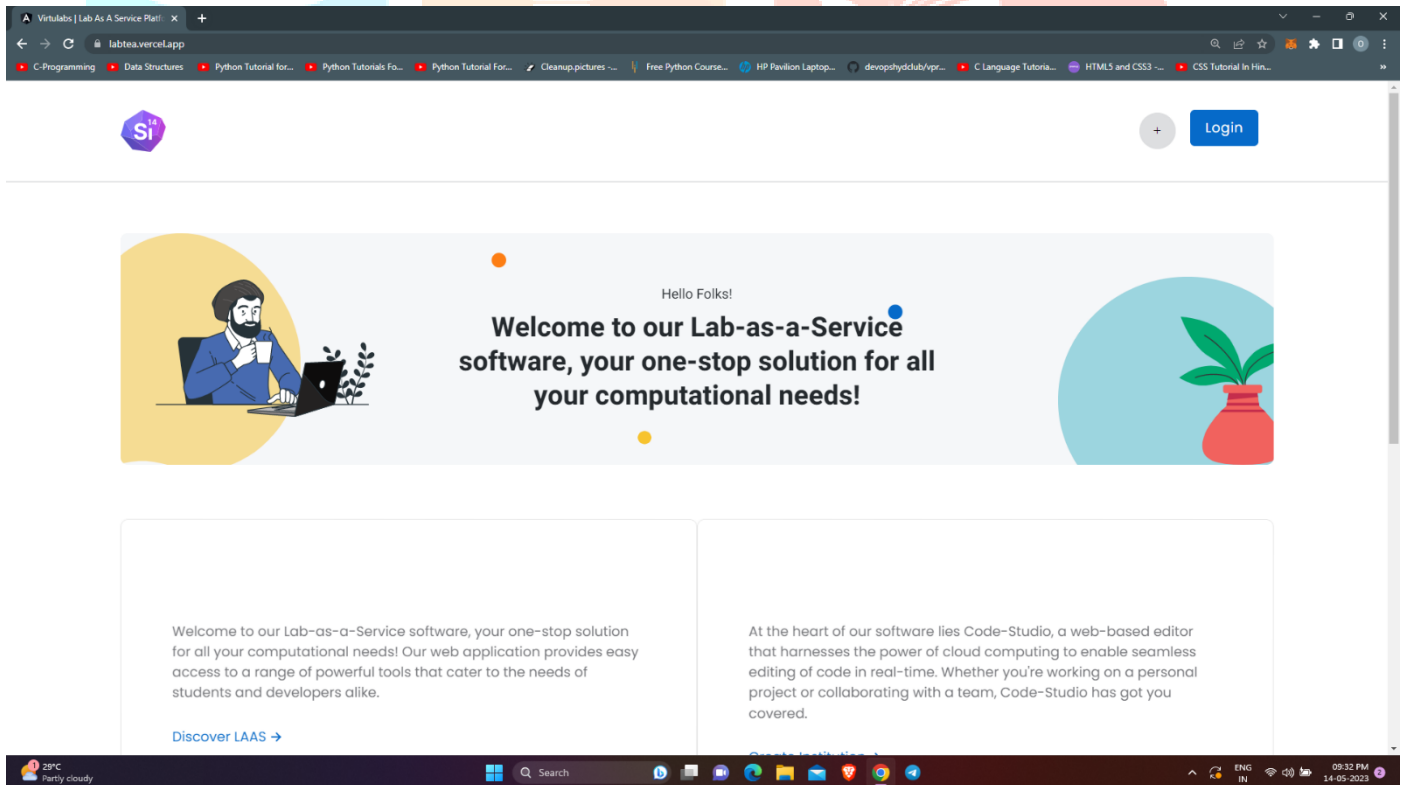 Virtulabs | Lab As A Service Platfo
labtea.vercel.app
C-Programming
Data Structures
Python Tutorial for...
Python Tutorials Fo...
Python Tutorial For...
Cleanup.pictures -...
Free Python Course...
HP Pavilion Laptop...
devopshydclub/vpr...
C Language Tutoria...
HTML5 and CSS3 -...
CSS Tutorial In Hin...
»
Si14
+
Login
Hello Folks!
Welcome to our Lab-as-a-Service
software, your one-stop solution for all
your computational needs!
Welcome to our Lab-as-a-Service software, your one-stop solution
for all your computational needs! Our web application provides easy
access to a range of powerful tools that cater to the needs of
students and developers alike.
Discover LAAS →
At the heart of our software lies Code-Studio, a web-based editor
that harnesses the power of cloud computing to enable seamless
editing of code in real-time. Whether you're working on a personal
project or collaborating with a team, Code-Studio has got you
covered.
Create Institution →
1
29°C
Partly cloudy
Search
ENG
IN
09:32 PM
14-05-2023
2